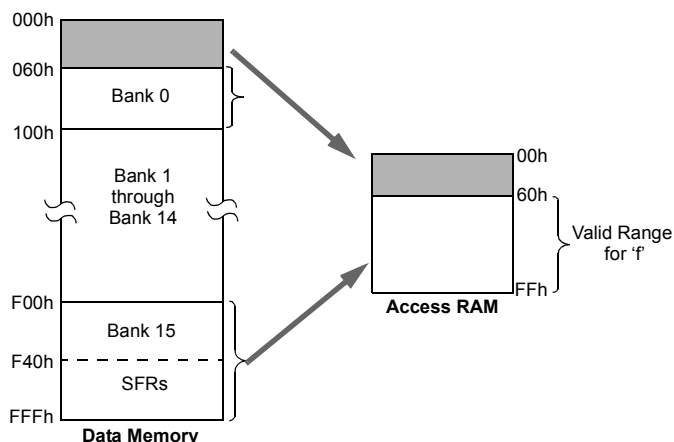 000h
060h
Bank 0
100h
Bank 1
through
Bank 14
F00h
Bank 15
F40h
SFRs
FFFh
Data Memory
00h
60h
Valid Range
for ‘f’
FFh
Access RAM